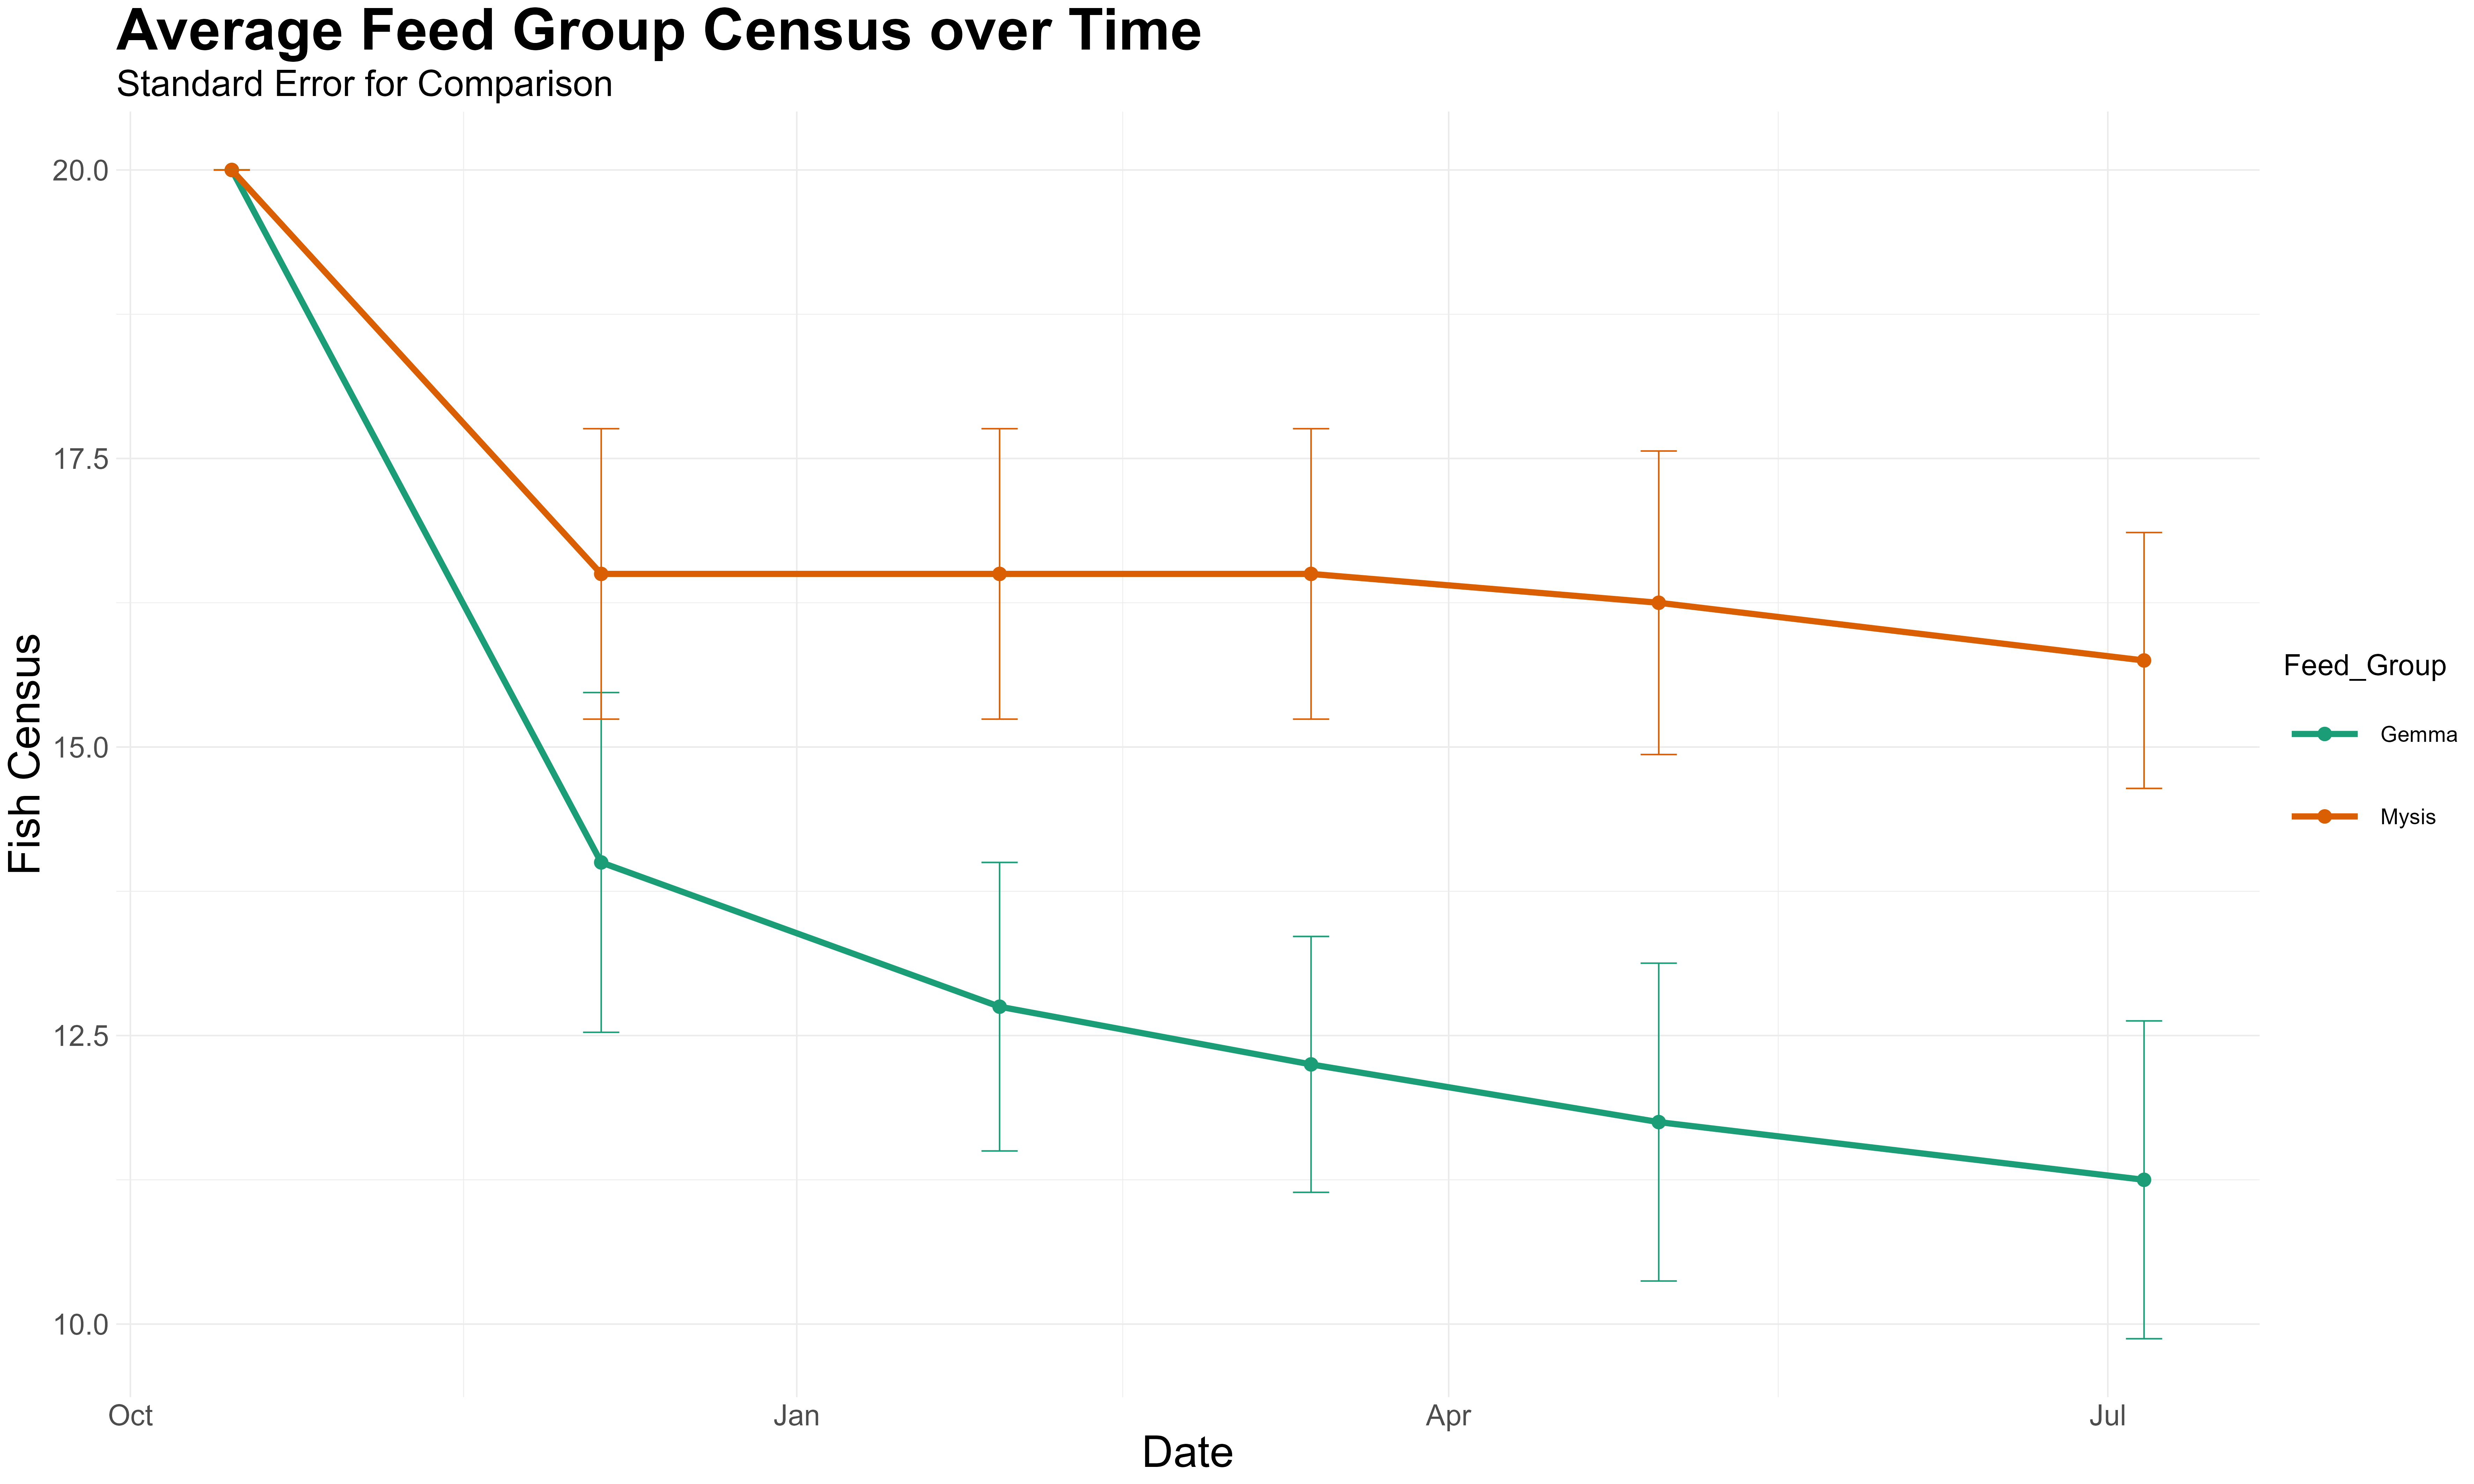 Average Feed Group Census over Time
Standard Error for Comparison
20.0
17.5
15.0
12.5
10.0
Fish Census
Oct
Jan
Apr
Jul
Date
Feed_Group
Gemma
Mysis